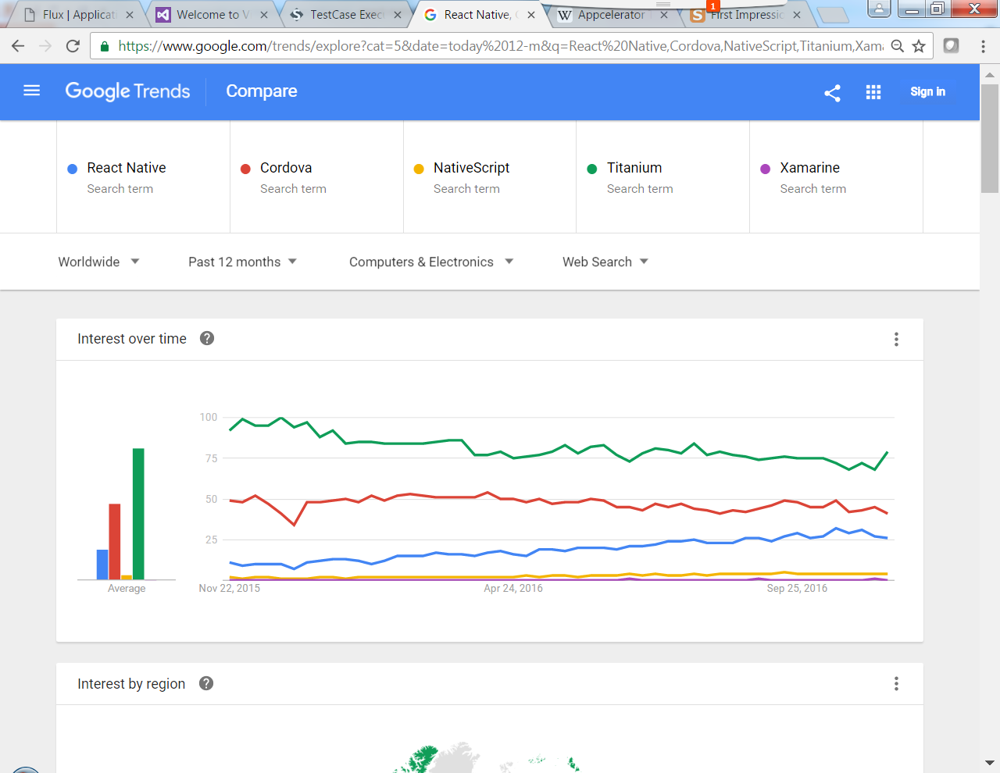 Flux | Applicati
Welcome to V
TestCase Exec
React Native, C
Appcelerator T
First Impressic
1
https://www.google.com/trends/explore?cat=5&date=today%2012-m&q=React%20Native,Cordova,NativeScript,Titanium,Xama
Google Trends
Compare
Sign in
React Native
Search term
Cordova
Search term
NativeScript
Search term
Titanium
Search term
Xamarine
Search term
Worldwide
Past 12 months
Computers & Electronics
Web Search
Interest over time
100
75
50
25
Average
Nov 22, 2015
Apr 24, 2016
Sep 25, 2016
Interest by region